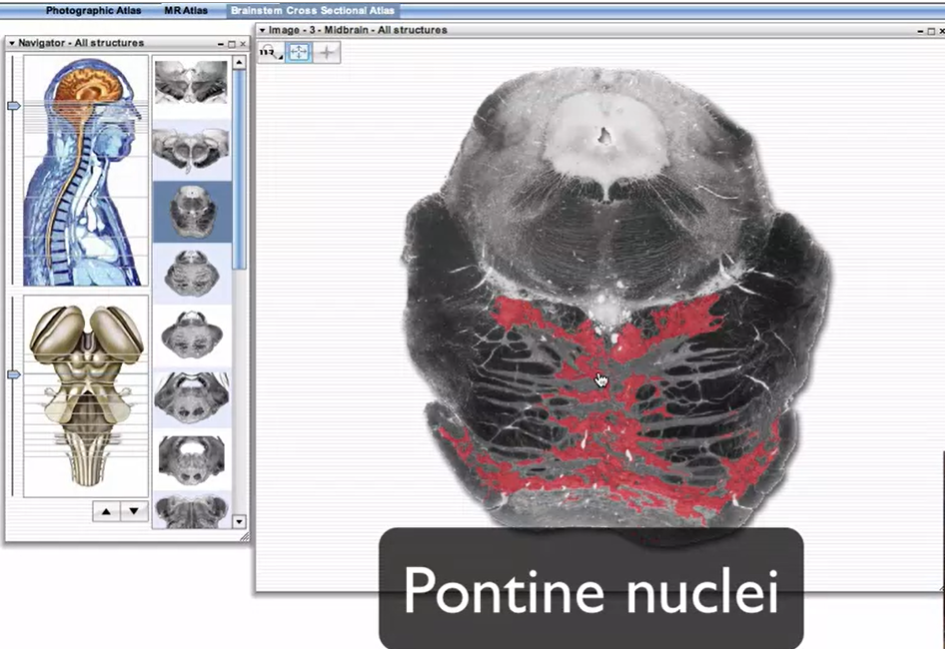 Photographic Atlas MR Atlas Brainstem Cross Sectional Atlas
Navigator - All structures
Image - 3 - Midbrain - All structures
Pontine nuclei